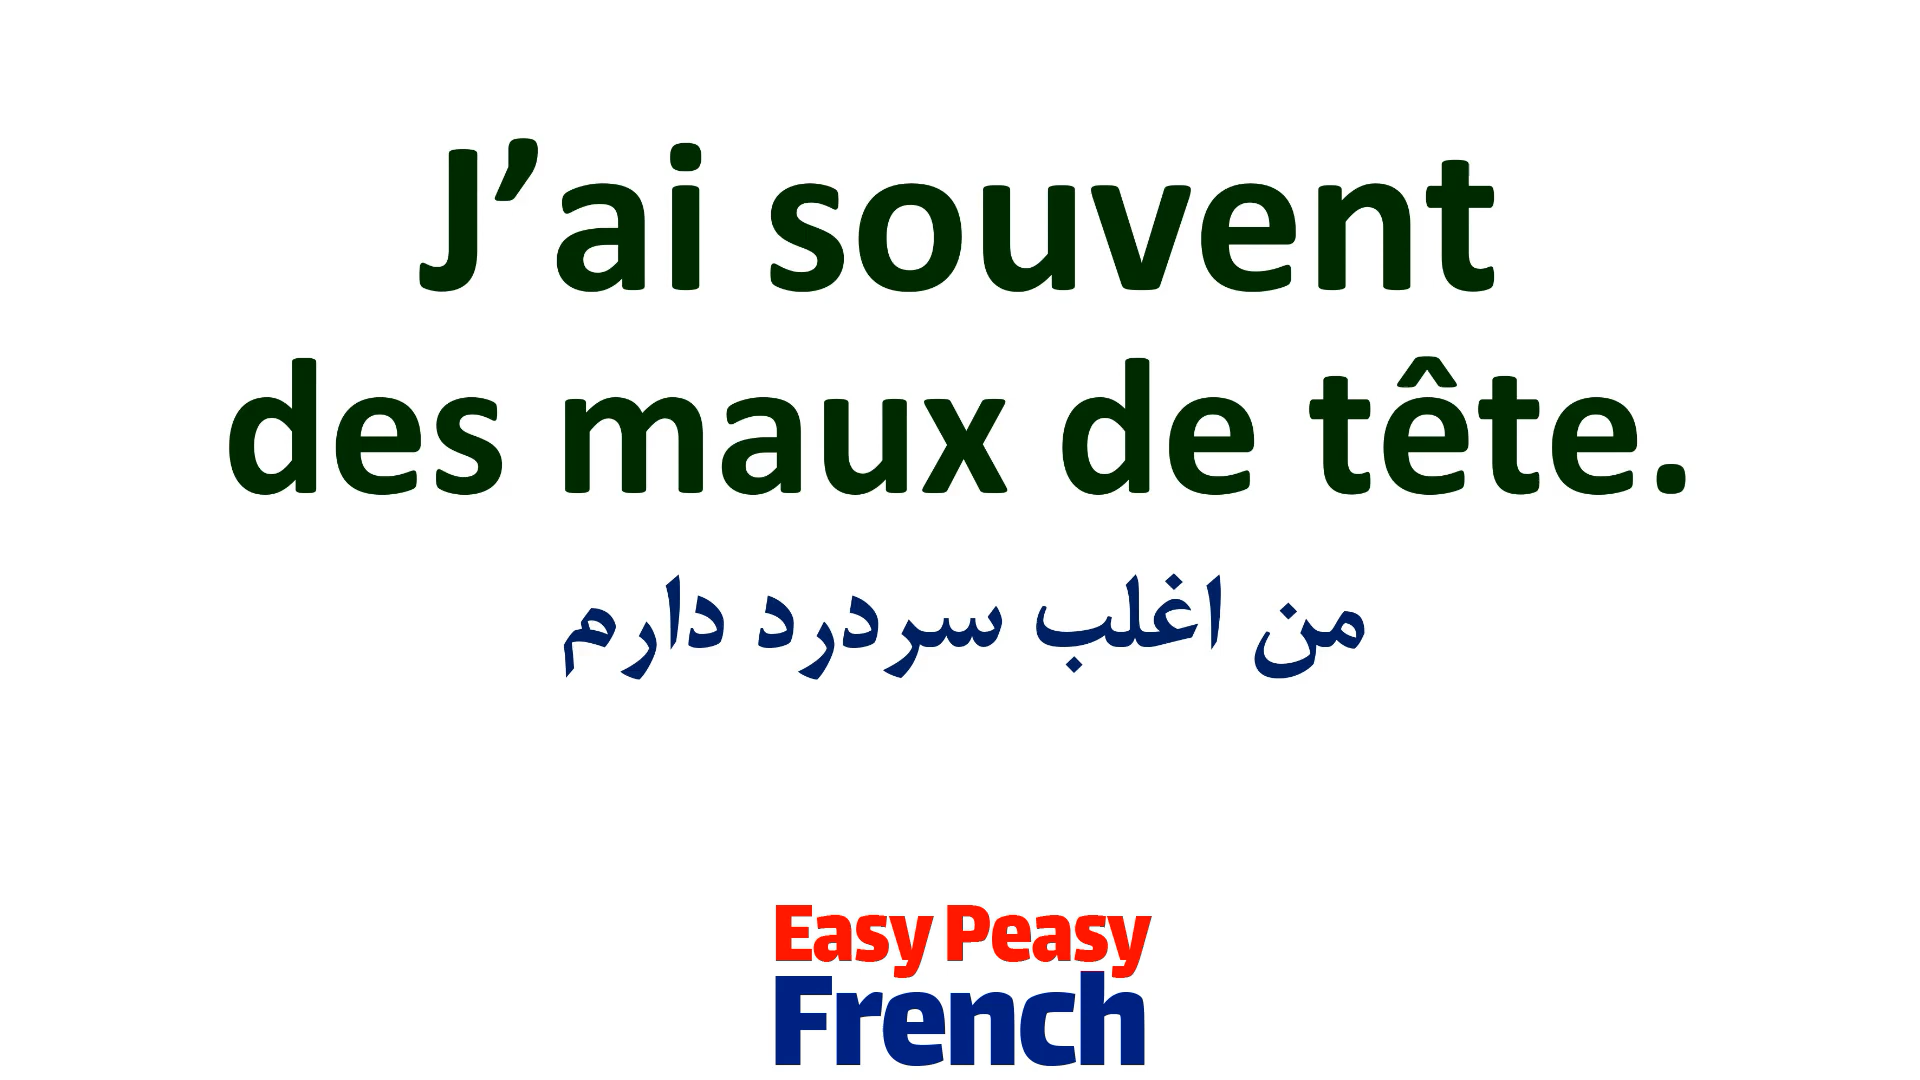 J’ai souvent
des maux de tête.
من اغلب سردرد دارم
Easy Peasy
French